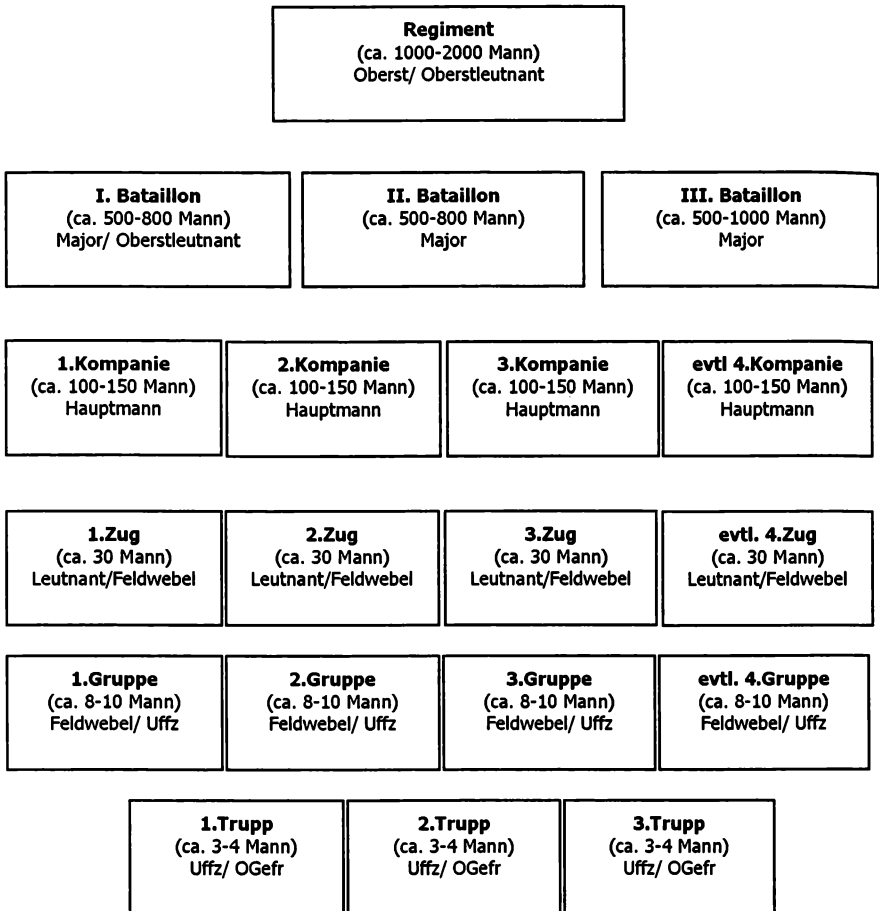 Regiment
(ca. 1000-2000 Mann)
Oberst/ Oberstleutnant
I. Bataillon
(ca. 500-800 Mann)
Major/ Oberstleutnant
II. Bataillon
(ca. 500-800 Mann)
Major
III. Bataillon
(ca. 500-1000 Mann)
Major
1.Kompanie
(ca. 100-150 Mann)
Hauptmann
2.Kompanie
(ca. 100-150 Mann)
Hauptmann
3.Kompanie
(ca. 100-150 Mann)
Hauptmann
evtl 4.Kompanie
(ca. 100-150 Mann)
Hauptmann
1.Zug
(ca. 30 Mann)
Leutnant/Feldwebel
2.Zug
(ca. 30 Mann)
Leutnant/Feldwebel
3.Zug
(ca. 30 Mann)
Leutnant/Feldwebel
evtl. 4.Zug
(ca. 30 Mann)
Leutnant/Feldwebel
1.Gruppe
(ca. 8-10 Mann)
Feldwebel/ Uffz
2.Gruppe
(ca. 8-10 Mann)
Feldwebel/ Uffz
3.Gruppe
(ca. 8-10 Mann)
Feldwebel/ Uffz
evtl. 4.Gruppe
(ca. 8-10 Mann)
Feldwebel/ Uffz
1.Trupp
(ca. 3-4 Mann)
Uffz/ OGefr
2.Trupp
(ca. 3-4 Mann)
Uffz/ OGefr
3.Trupp
(ca. 3-4 Mann)
Uffz/ OGefr